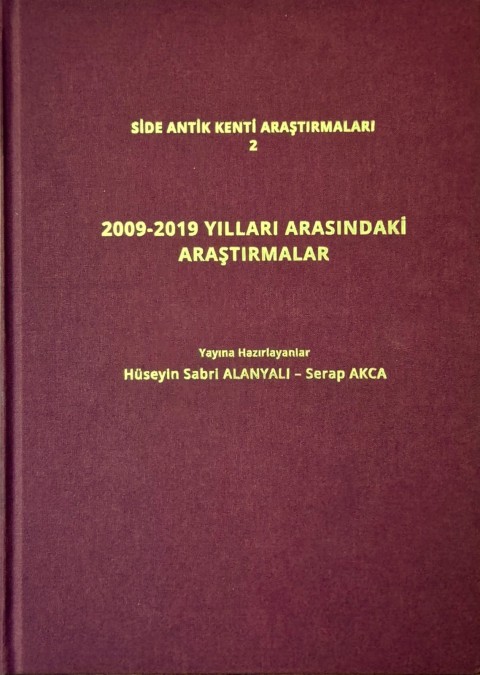 SİDE ANTİK KENTİ ARAŞTIRMALARI
2
2009-2019 YILLARI ARASINDAKİ
ARAŞTIRMALAR
Yayına Hazırlayanlar
Hüseyin Sabri ALANYALI – Serap AKCA